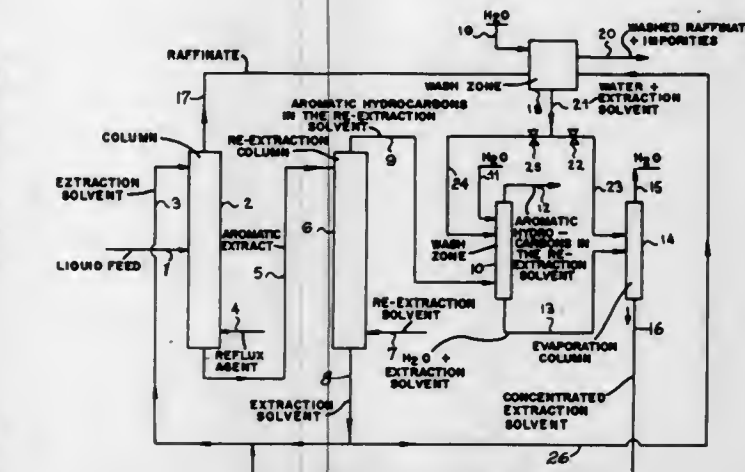 H2O
19
20
WASHED RAFFINAT
+ IMPORITIES
RAFFINATE
17
WASH ZONE
18
21
WATER +
EXTRACTION
SOLVENT
AROMATIC HYDROCARBONS
IN THE RE-EXTRACTION
SOLVENT
9
COLUMN
RE-EXTRACTION
COLUMN
25
22
24
H2O
11
12
23
H2O
15
EZTRACTION
SOLVENT
3
2
AROMATIC
EXTRACT
5
6
AROMATIC
HYDRO-
CARBONS IN
THE RE-
EXTRACTION
SOLVENT
WASH
ZONE
10
14
LIQUID FEED
1
4
REFLUX
AGENT
RE-EXTRACTION
SOLVENT
7
13
H2O +
EXTRACTION
SOLVENT
EVAPORATION
COLUMN
16
8
EXTRACTION
SOLVENT
CONCENTRATED
EXTRACTION
SOLVENT
26